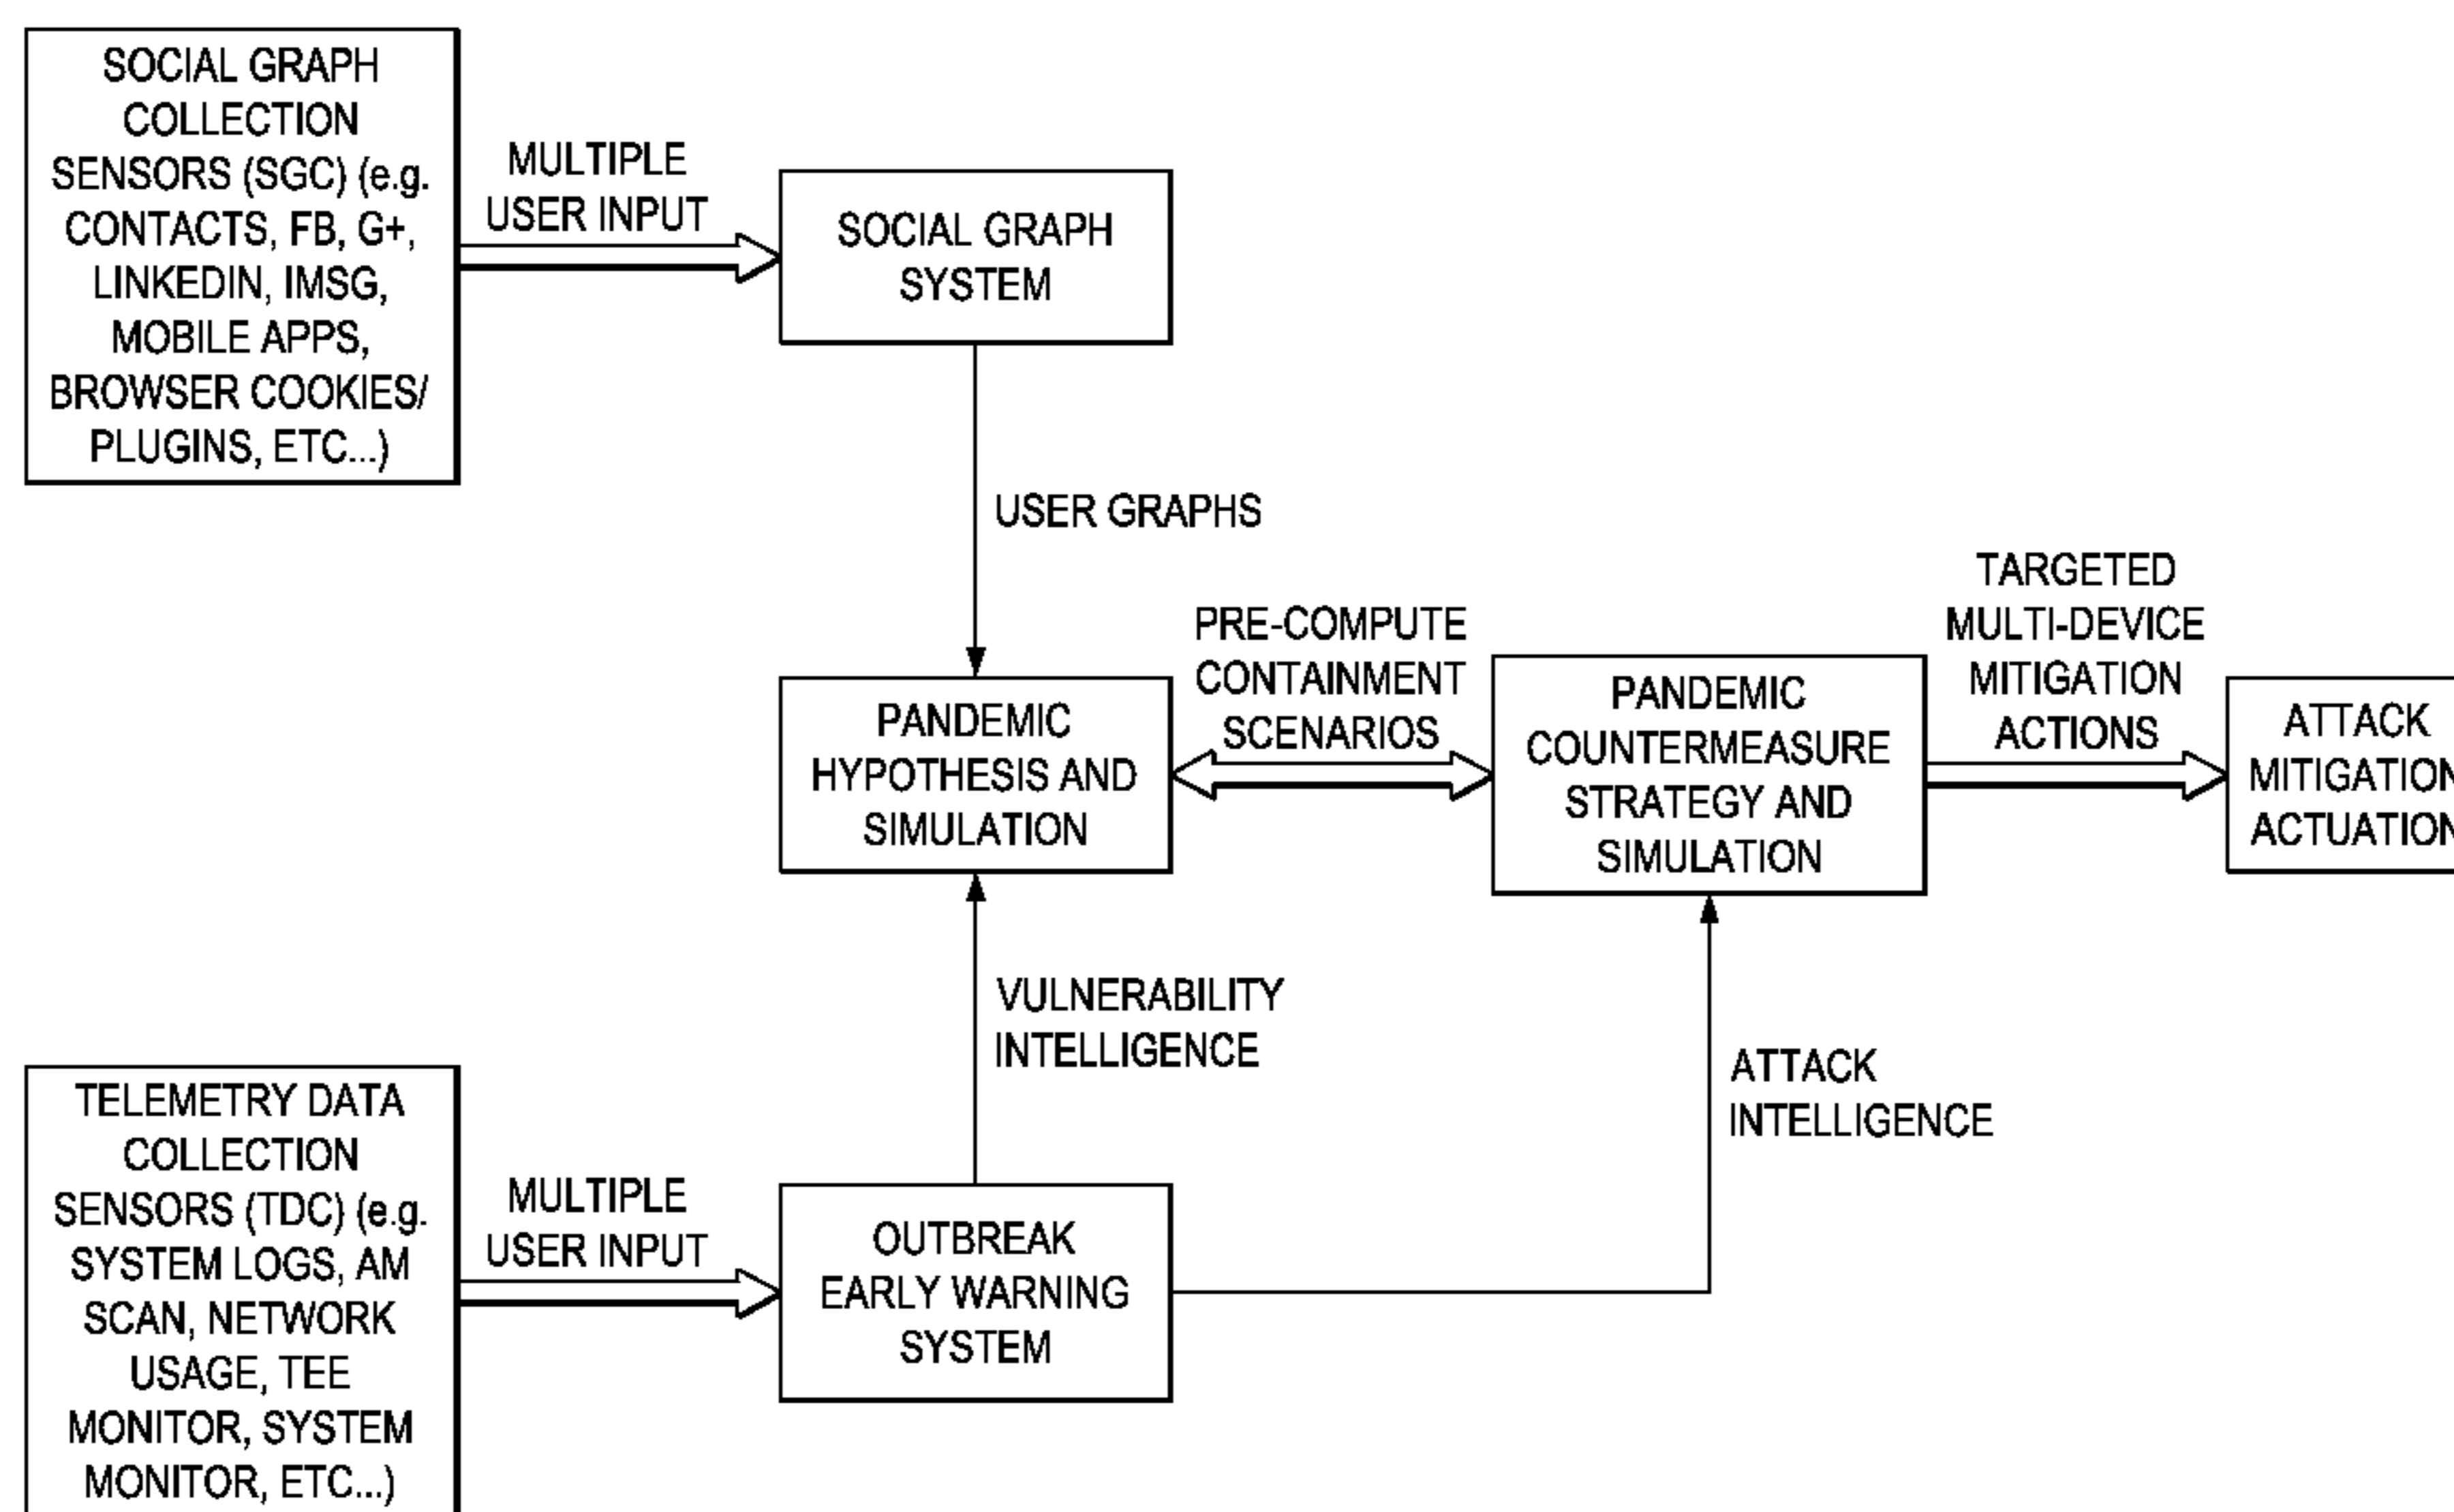 SOCIAL GRAPH
COLLECTION
SENSORS (SGC) (e.g.
CONTACTS, FB, G+,
LINKEDIN, IMSG,
MOBILE APPS,
BROWSER COOKIES/
PLUGINS, ETC...)
MULTIPLE
USER INPUT
SOCIAL GRAPH
SYSTEM
USER GRAPHS
PANDEMIC
HYPOTHESIS AND
SIMULATION
PRE-COMPUTE
CONTAINMENT
SCENARIOS
PANDEMIC
COUNTERMEASURE
STRATEGY AND
SIMULATION
TARGETED
MULTI-DEVICE
MITIGATION
ACTIONS
ATTACK
MITIGATION
ACTUATION
VULNERABILITY
INTELLIGENCE
ATTACK
INTELLIGENCE
TELEMETRY DATA
COLLECTION
SENSORS (TDC) (e.g.
SYSTEM LOGS, AM
SCAN, NETWORK
USAGE, TEE
MONITOR, SYSTEM
MONITOR, ETC...)
MULTIPLE
USER INPUT
OUTBREAK
EARLY WARNING
SYSTEM